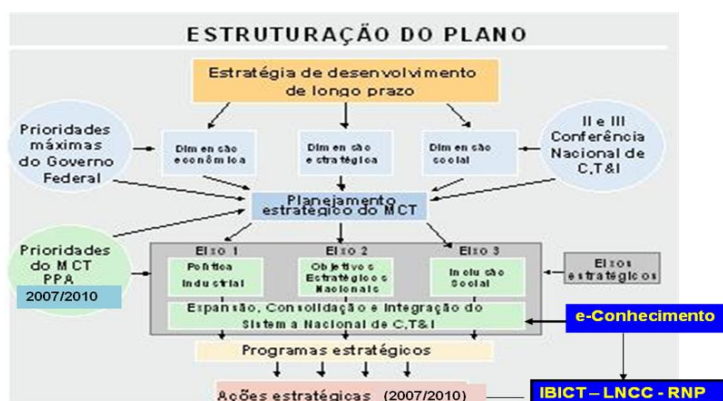 ESTRUTURAÇÃO DO PLANO
Estratégia de desenvolvimento
de longo prazo
Prioridades
máximas
do Governo
Federal
Dimensão
econômica
Dimensão
estratégica
Dimensão
social
II e III
Conferência
Nacional de
C,T&I
Planejamento
estratégico do MCT
Prioridades
do MCT
PPA
2007/2010
Eixo 1
Eixo 2
Eixo 3
Política
Industrial
Objetivos
Estratégicos
Nacionais
Inclusão
Social
Eixos
estratégicos
Expansão, Consolidação e Integração do
Sistema Nacional de C,T&I
e-Conhecimento
Programas estratégicos
Ações estratégicas (2007/2010)
IBICT – LNCC - RNP